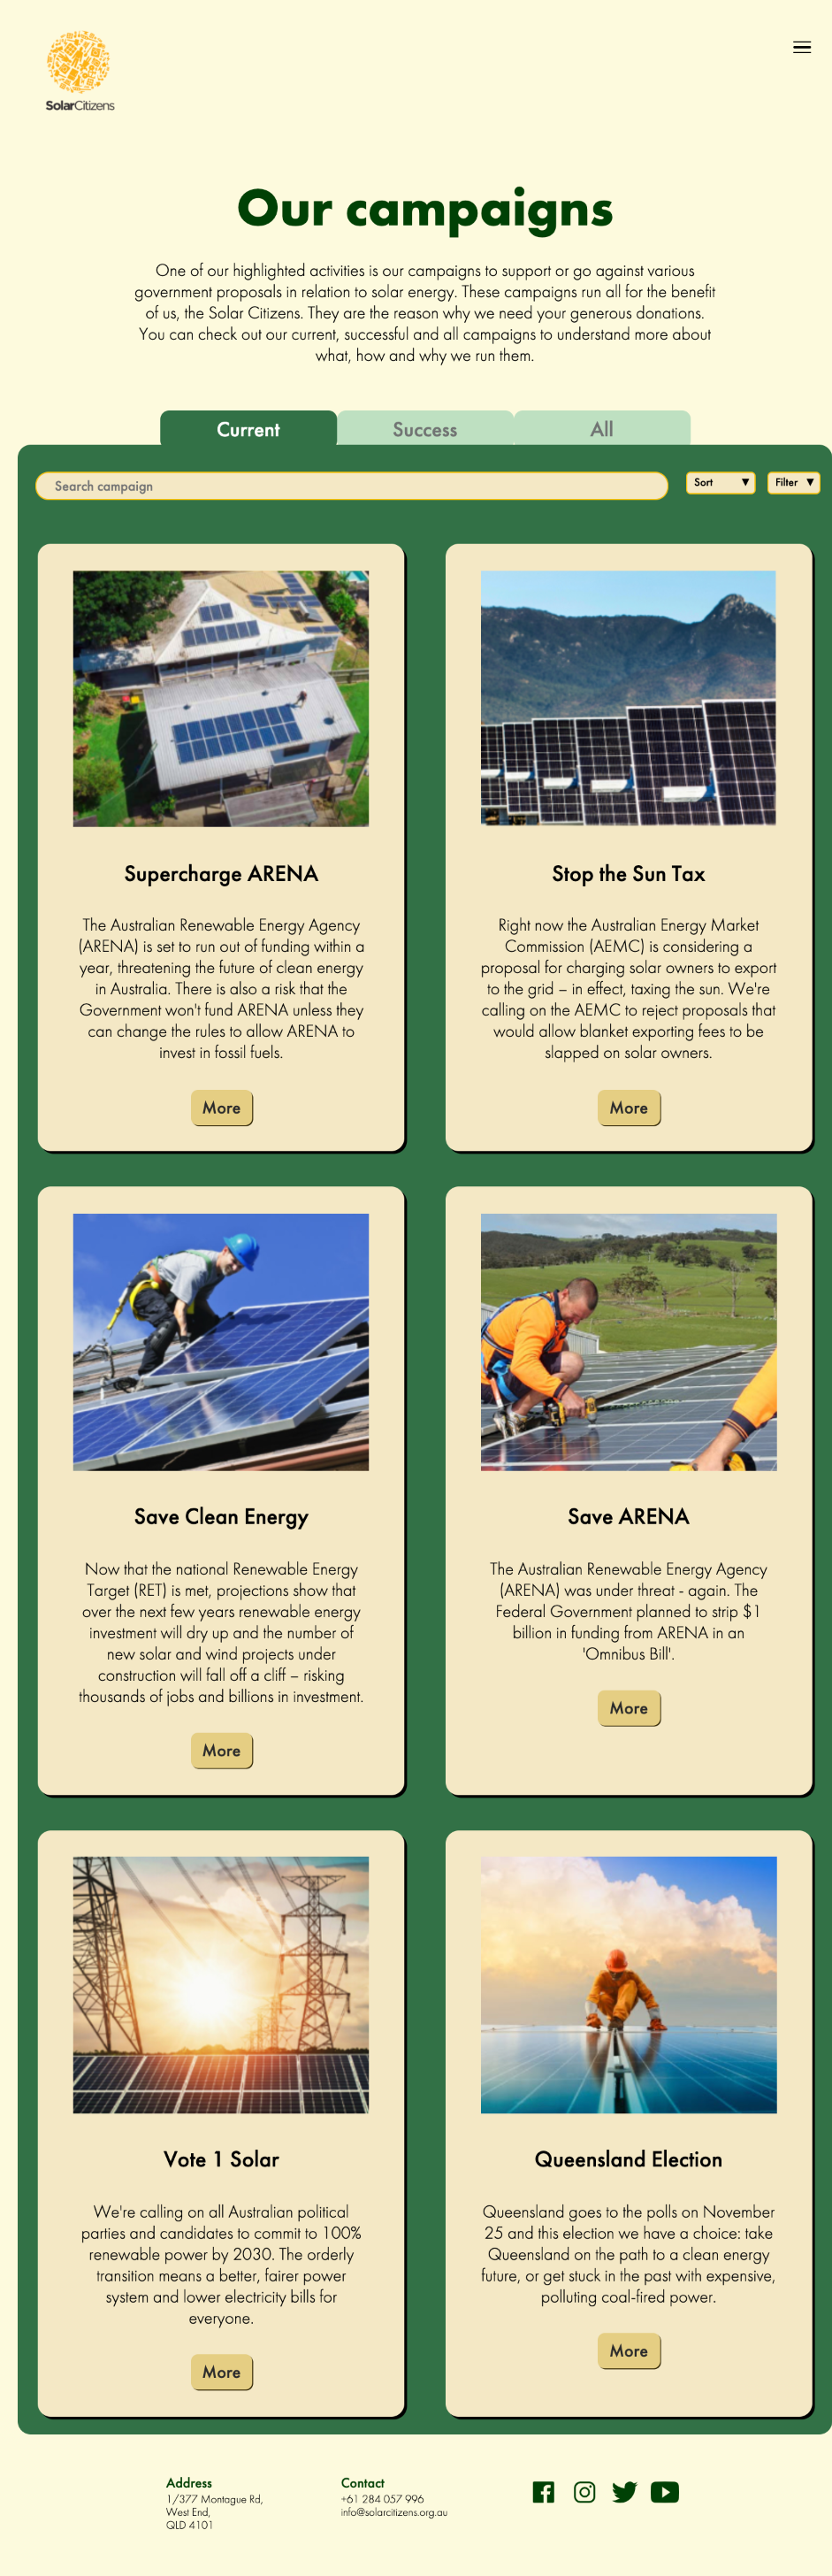 SolarCitizens
Our campaigns
One of our highlighted activities is our campaigns to support or go against various
government proposals in relation to solar energy. These campaigns run all for the benefit
of us, the Solar Citizens. They are the reason why we need your generous donations.
You can check out our current, successful and all campaigns to understand more about
what, how and why we run them.
Current
Success
All
Search campaign
Sort ▼
Filter ▼
Supercharge ARENA
The Australian Renewable Energy Agency
(ARENA) is set to run out of funding within a
year, threatening the future of clean energy
in Australia. There is also a risk that the
Government won't fund ARENA unless they
can change the rules to allow ARENA to
invest in fossil fuels.
More
Stop the Sun Tax
Right now the Australian Energy Market
Commission (AEMC) is considering a
proposal for charging solar owners to export
to the grid – in effect, taxing the sun. We're
calling on the AEMC to reject proposals that
would allow blanket exporting fees to be
slapped on solar owners.
More
Save Clean Energy
Now that the national Renewable Energy
Target (RET) is met, projections show that
over the next few years renewable energy
investment will dry up and the number of
new solar and wind projects under
construction will fall off a cliff – risking
thousands of jobs and billions in investment.
More
Save ARENA
The Australian Renewable Energy Agency
(ARENA) was under threat - again. The
Federal Government planned to strip $1
billion in funding from ARENA in an
'Omnibus Bill'.
More
Vote 1 Solar
We're calling on all Australian political
parties and candidates to commit to 100%
renewable power by 2030. The orderly
transition means a better, fairer power
system and lower electricity bills for
everyone.
More
Queensland Election
Queensland goes to the polls on November
25 and this election we have a choice: take
Queensland on the path to a clean energy
future, or get stuck in the past with expensive,
polluting coal-fired power.
More
Address
1/377 Montague Rd,
West End,
QLD 4101
Contact
+61 284 057 996
info@solarcitizens.org.au